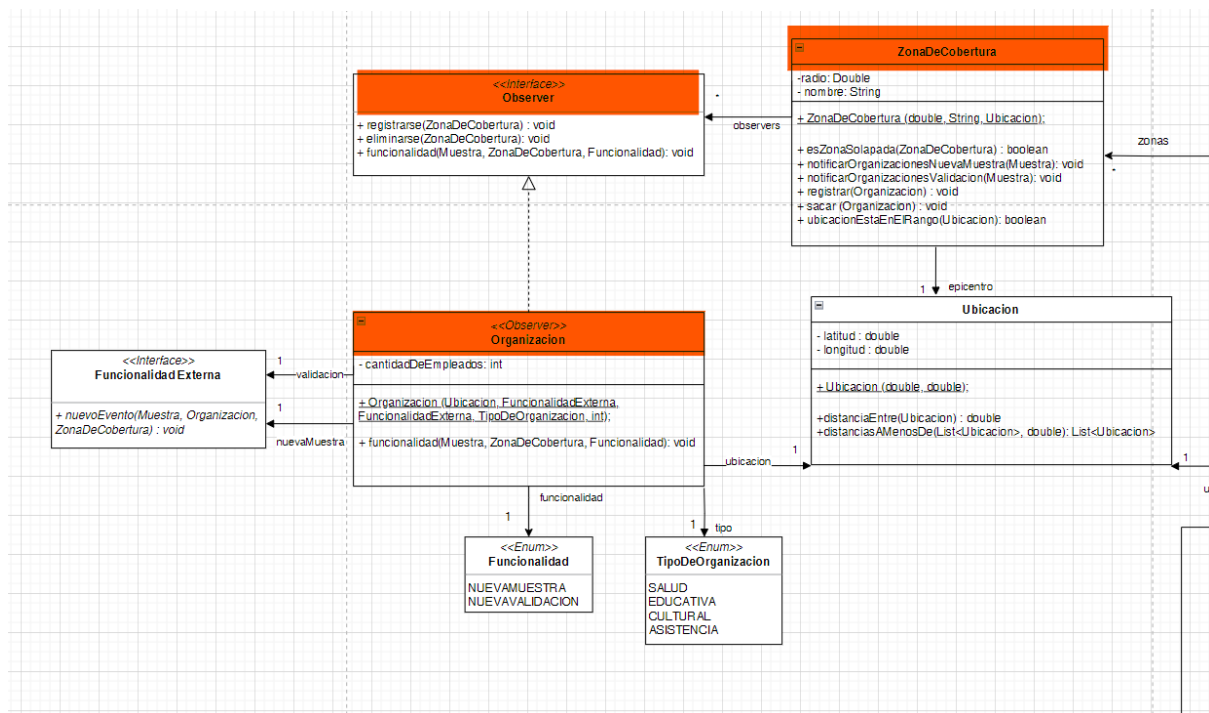 ZonaDeCobertura
-radio: Double
- nombre: String
+ ZonaDeCobertura (double, String, Ubicacion);
+ esZonaSolapada(ZonaDeCobertura) : boolean
+ notificarOrganizacionesNuevaMuestra(Muestra): void
+ notificarOrganizacionesValidacion(Muestra): void
+ registrar(Organizacion) : void
+ sacar (Organizacion) : void
+ ubicacionEstaEnElRango(Ubicacion): boolean
<<Interface>>
Observer
+ registrarse(ZonaDeCobertura) : void
+ eliminarse(ZonaDeCobertura): void
+ funcionalidad(Muestra, ZonaDeCobertura, Funcionalidad): void
observers
zonas
1
epicentro
Ubicacion
- latitud : double
- longitud : double
+ Ubicacion (double, double);
+distanciaEntre(Ubicacion) : double
+distanciasAMenosDe(List<Ubicacion>, double): List<Ubicacion>
<<Observer>>
Organizacion
- cantidadDeEmpleados: int
+ Organizacion (Ubicacion, FuncionalidadExterna,
FuncionalidadExterna, TipoDeOrganizacion, int);
+ funcionalidad(Muestra, ZonaDeCobertura, Funcionalidad): void
<<Interface>>
Funcionalidad Externa
+ nuevoEvento(Muestra, Organizacion,
ZonaDeCobertura) : void
1
validacion
1
nuevaMuestra
ubicacion
1
1
u
funcionalidad
1
1
tipo
<<Enum>>
Funcionalidad
NUEVAMUESTRA
NUEVAVALIDACION
<<Enum>>
TipoDeOrganizacion
SALUD
EDUCATIVA
CULTURAL
ASISTENCIA